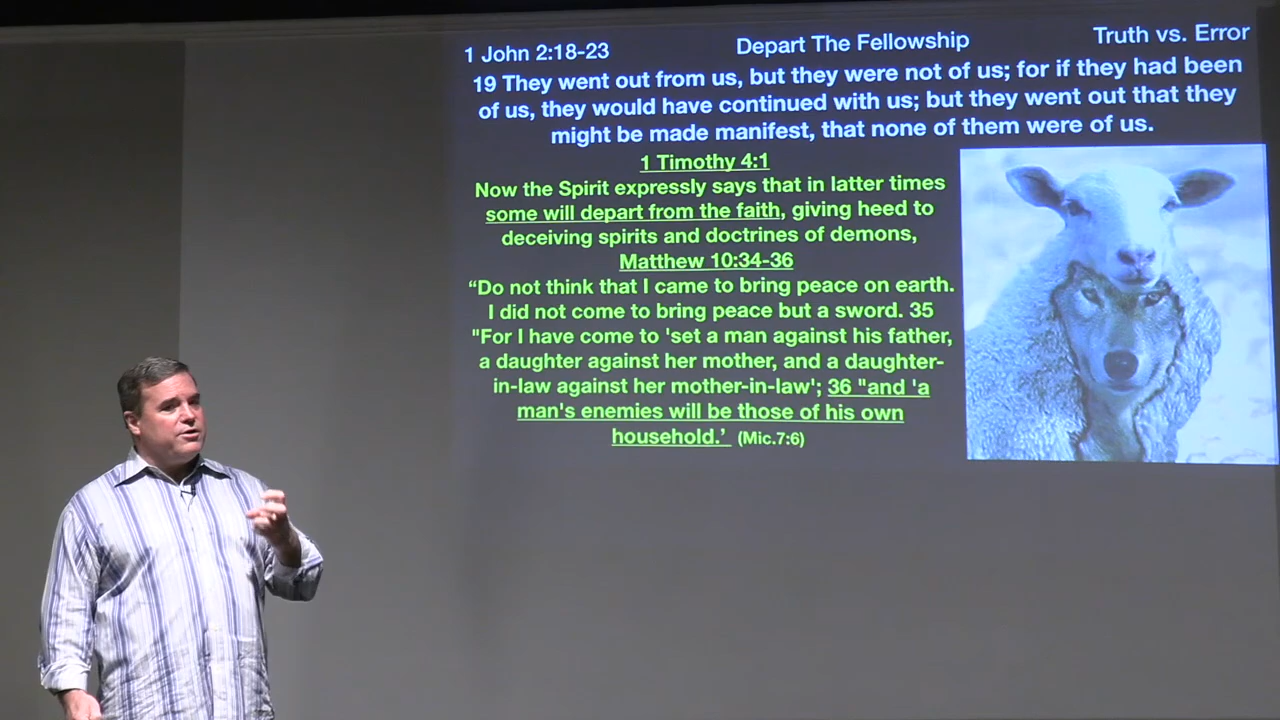 1 John 2:18-23 Depart The Fellowship Truth vs. Error
19 They went out from us, but they were not of us; for if they had been
of us, they would have continued with us; but they went out that they
might be made manifest, that none of them were of us.
1 Timothy 4:1
Now the Spirit expressly says that in latter times
some will depart from the faith, giving heed to
deceiving spirits and doctrines of demons,
Matthew 10:34-36
“Do not think that I came to bring peace on earth.
I did not come to bring peace but a sword. 35
"For I have come to 'set a man against his father,
a daughter against her mother, and a daughter-
in-law against her mother-in-law'; 36 "and 'a
man's enemies will be those of his own
household.’ (Mic.7:6)